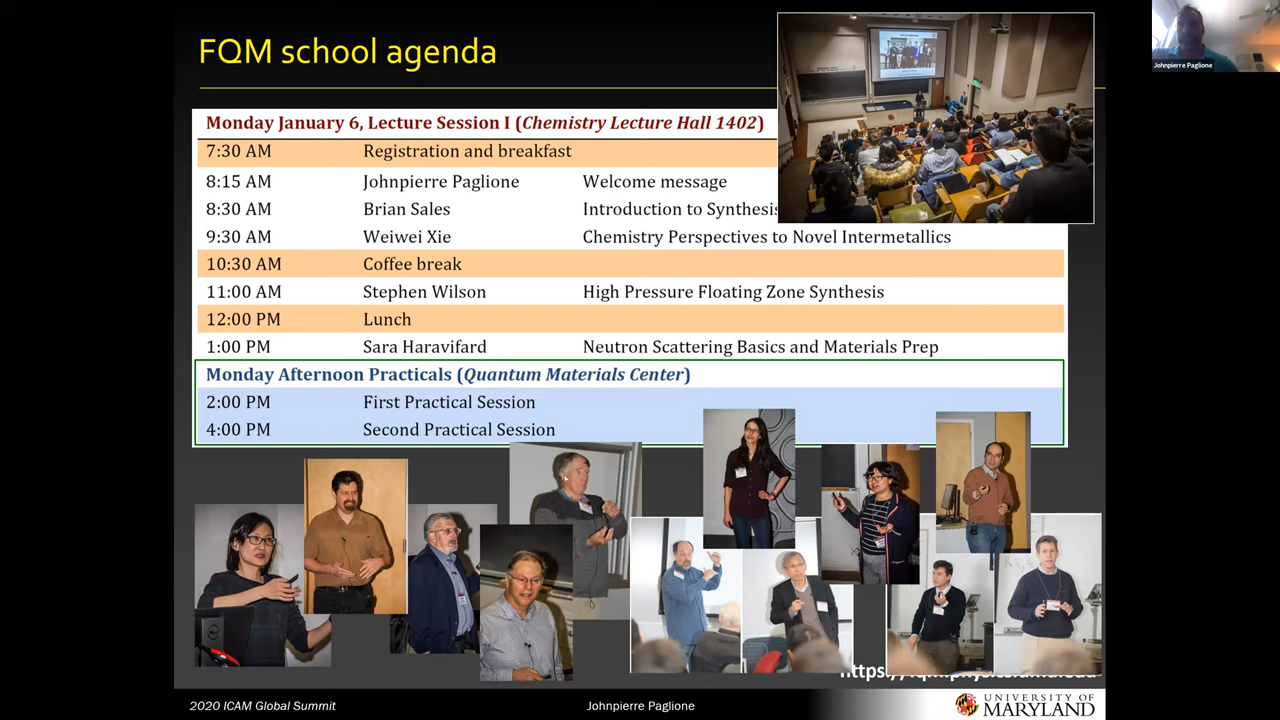 FQM school agenda
Johnpierre Paglione
Monday January 6, Lecture Session I (Chemistry Lecture Hall 1402)
7:30 AM Registration and breakfast
8:15 AM Johnpierre Paglione Welcome message
8:30 AM Brian Sales Introduction to Synthesis
9:30 AM Weiwei Xie Chemistry Perspectives to Novel Intermetallics
10:30 AM Coffee break
11:00 AM Stephen Wilson High Pressure Floating Zone Synthesis
12:00 PM Lunch
1:00 PM Sara Haravifard Neutron Scattering Basics and Materials Prep
Monday Afternoon Practicals (Quantum Materials Center)
2:00 PM First Practical Session
4:00 PM Second Practical Session
2020 ICAM Global Summit
Johnpierre Paglione
UNIVERSITY OF
MARYLAND